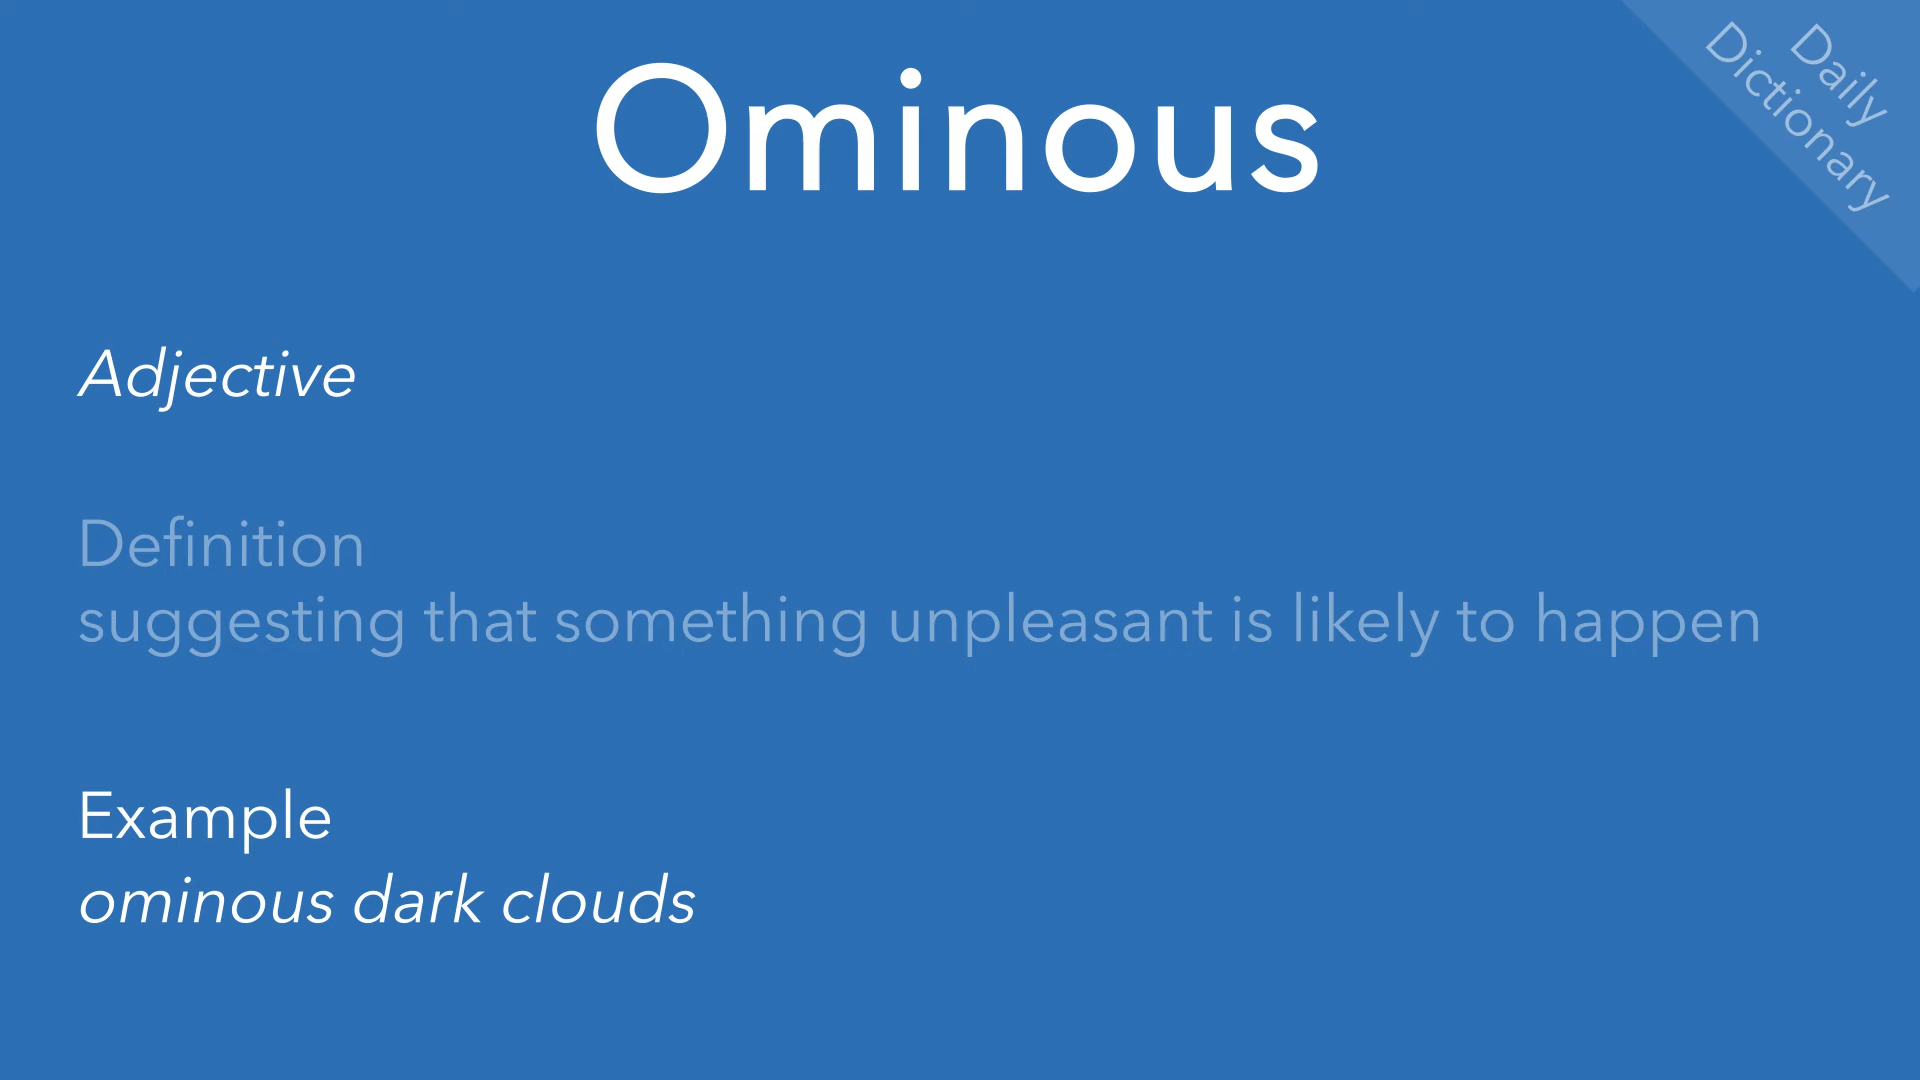 Ominous
Daily
Dictionary
Adjective
Definition
suggesting that something unpleasant is likely to happen
Example
ominous dark clouds